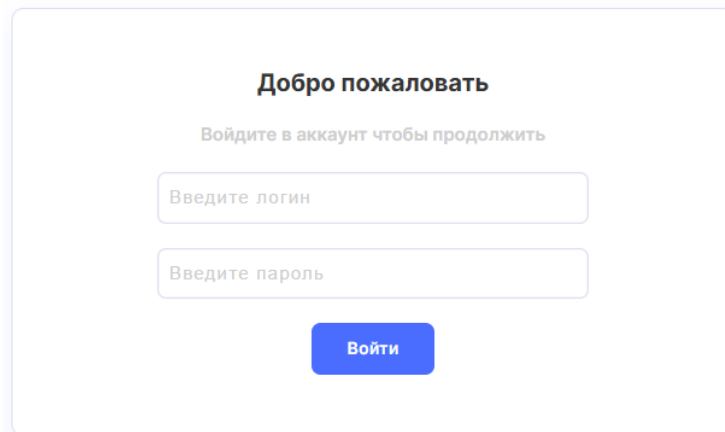 Добро пожаловать
Войдите в аккаунт чтобы продолжить
Введите логин
Введите пароль
Войти